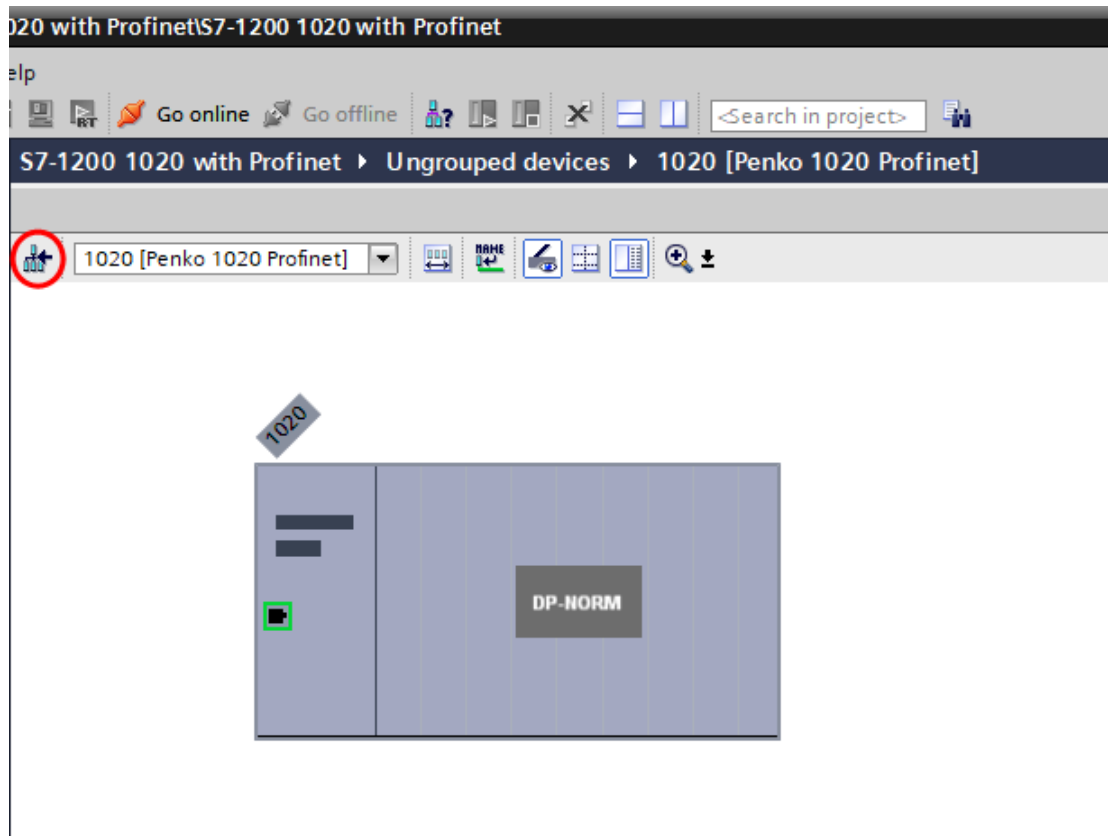 020 with Profinet\S7-1200 1020 with Profinet
elp
RT Go online Go offline <Search in project>
S7-1200 1020 with Profinet Ungrouped devices 1020 [Penko 1020 Profinet]
1020 [Penko 1020 Profinet] NAME
1020
DP-NORM